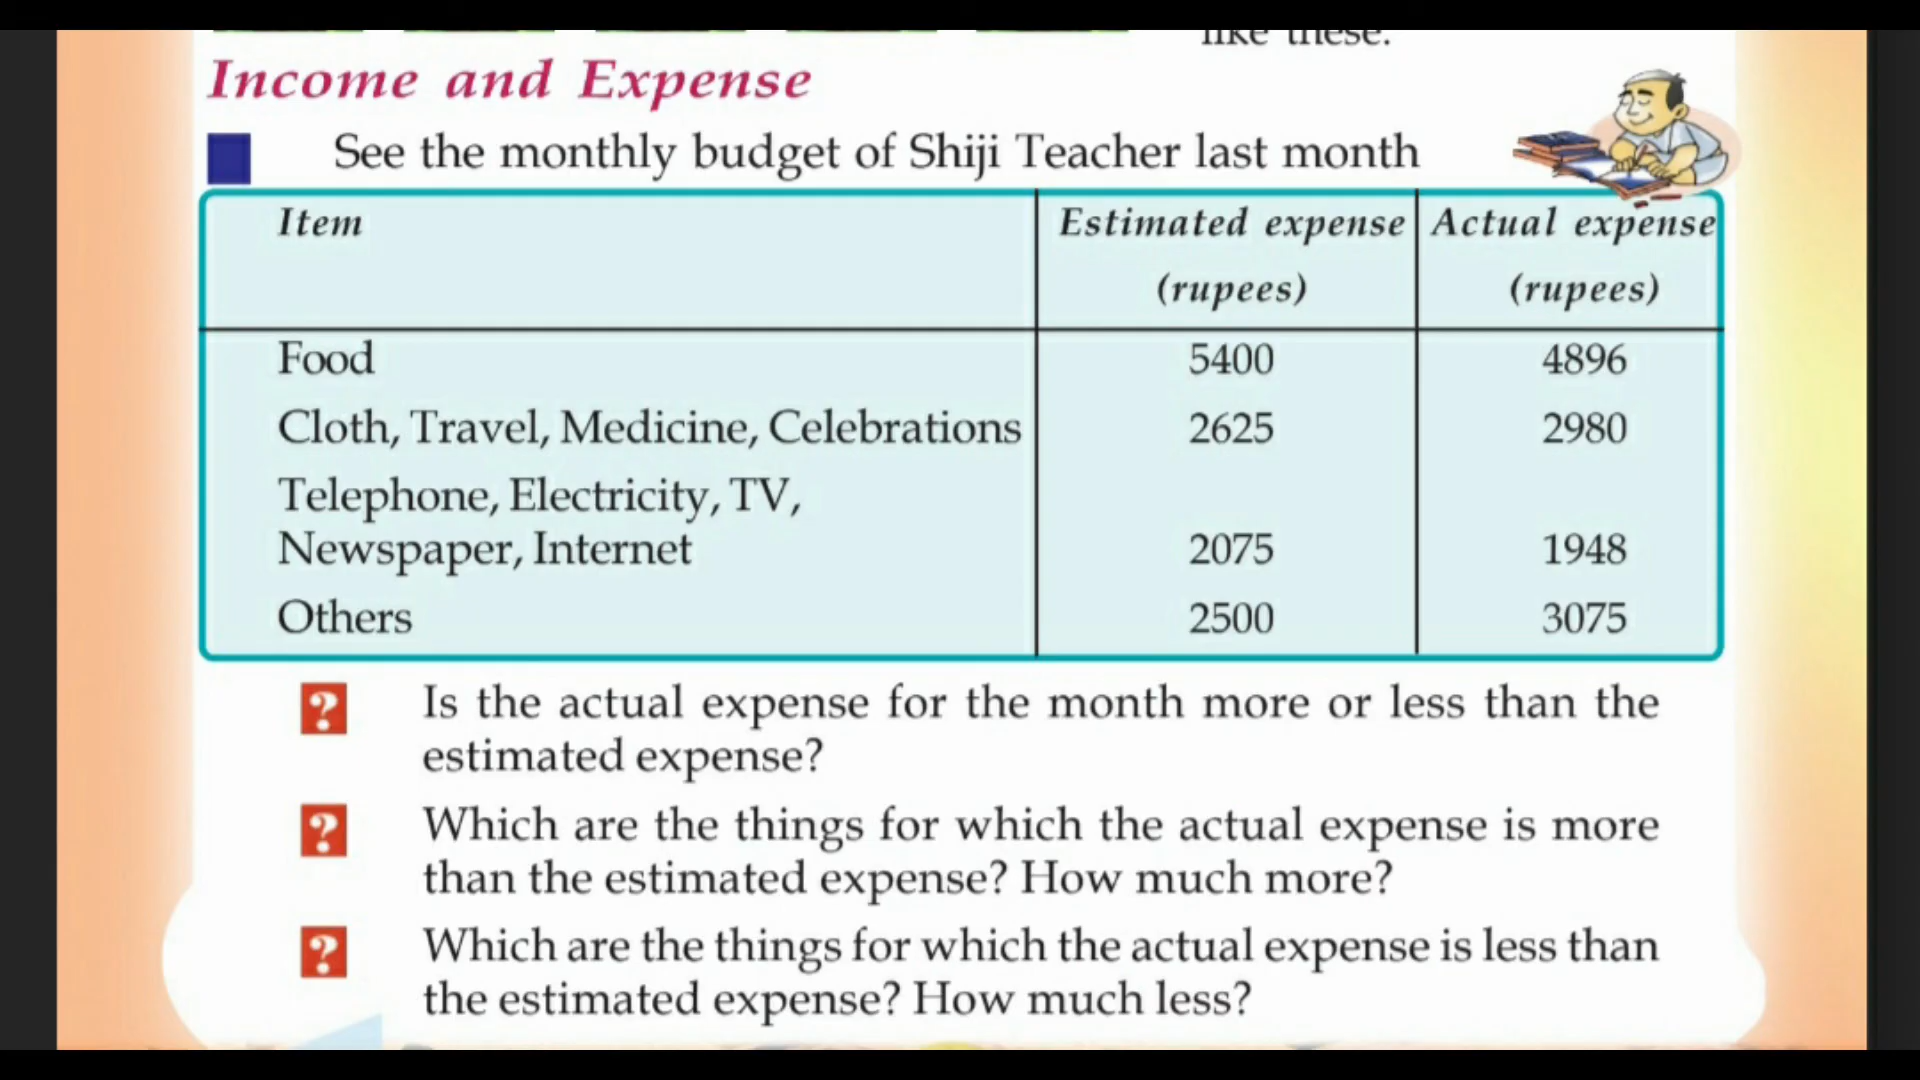 like these.
Income and Expense
See the monthly budget of Shiji Teacher last month
Item Estimated expense Actual expense
(rupees) (rupees)
Food 5400 4896
Cloth, Travel, Medicine, Celebrations 2625 2980
Telephone, Electricity, TV,
Newspaper, Internet 2075 1948
Others 2500 3075
? Is the actual expense for the month more or less than the
estimated expense?
? Which are the things for which the actual expense is more
than the estimated expense? How much more?
? Which are the things for which the actual expense is less than
the estimated expense? How much less?